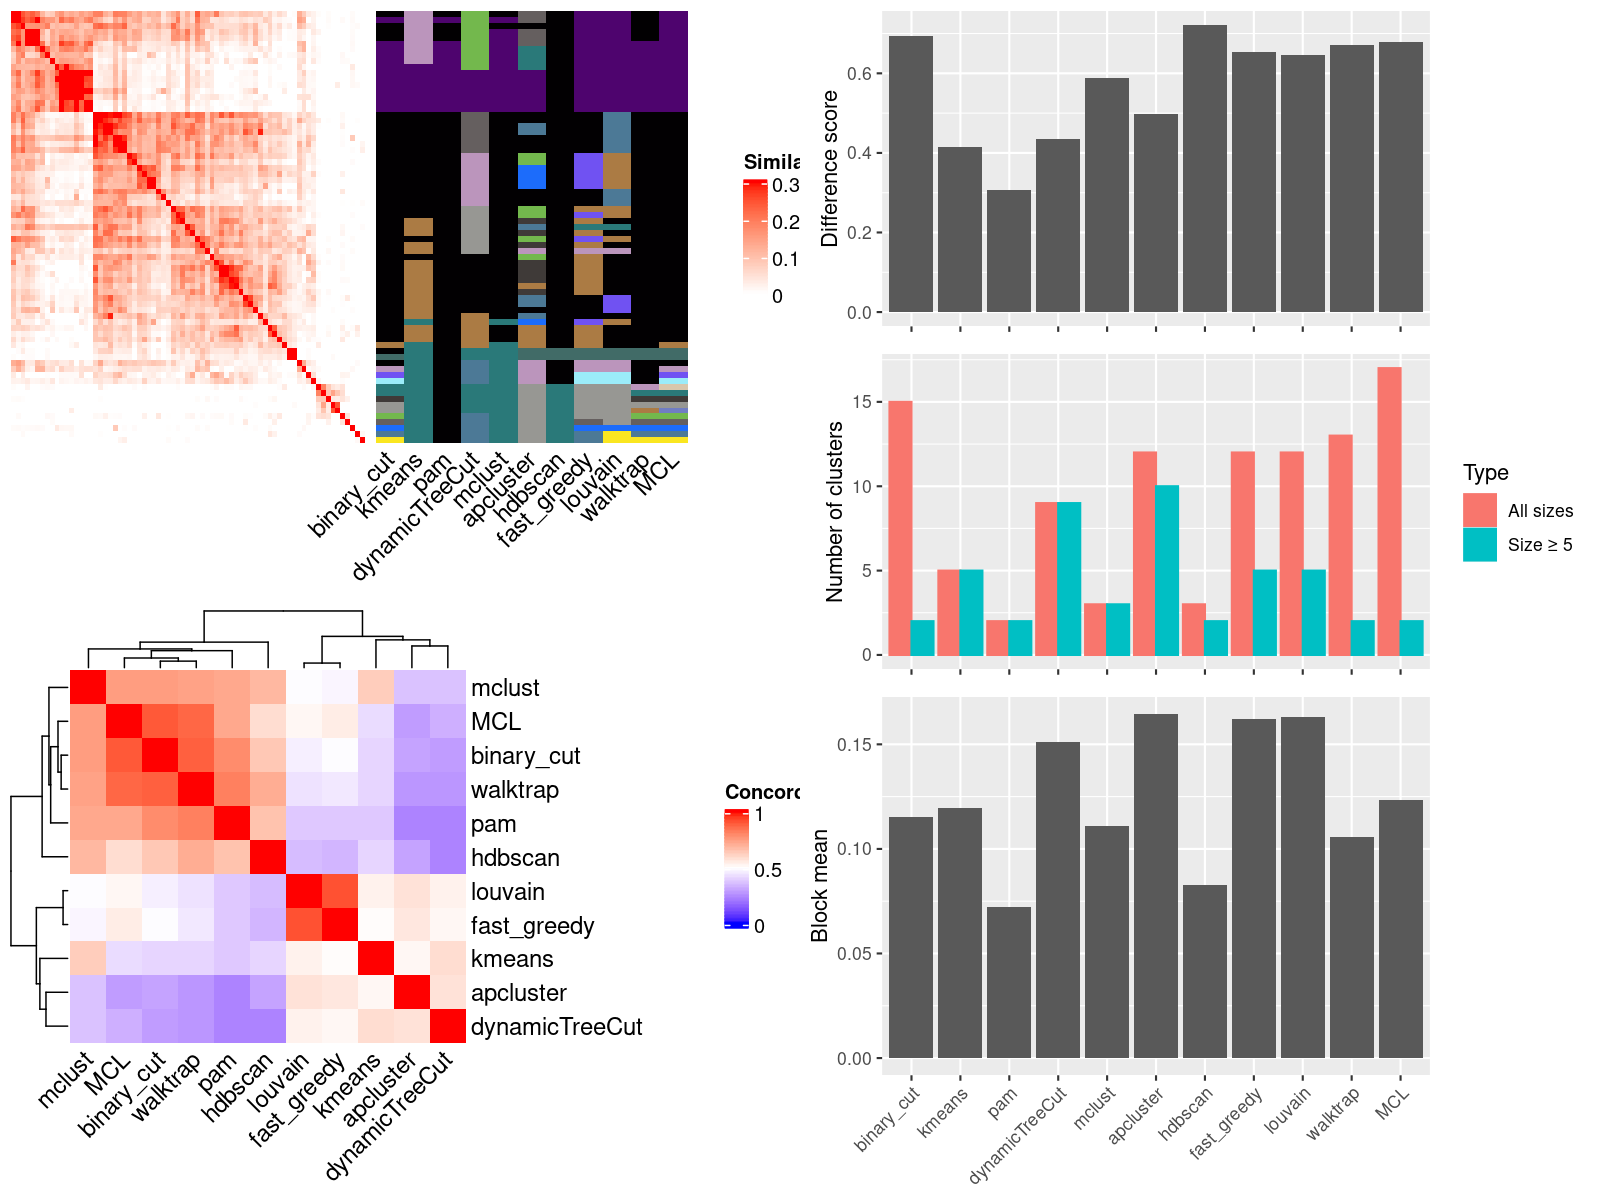 Simila
0.3
0.2
0.1
0
binary_cut
kmeans
pam
dynamicTreeCut
mclust
apcluster
hdbscan
fast_greedy
louvain
walktrap
MCL
mclust
MCL
binary_cut
walktrap
pam
hdbscan
louvain
fast_greedy
kmeans
apcluster
dynamicTreeCut
mclust
MCL
binary_cut
walktrap
pam
hdbscan
louvain
fast_greedy
kmeans
apcluster
dynamicTreeCut
Concord
1
0.5
0
Difference score
0.6
0.4
0.2
0.0
Number of clusters
15
10
5
0
Type
All sizes
Size ≥ 5
Block mean
0.15
0.10
0.05
0.00
binary_cut
kmeans
pam
dynamicTreeCut
mclust
apcluster
hdbscan
fast_greedy
louvain
walktrap
MCL